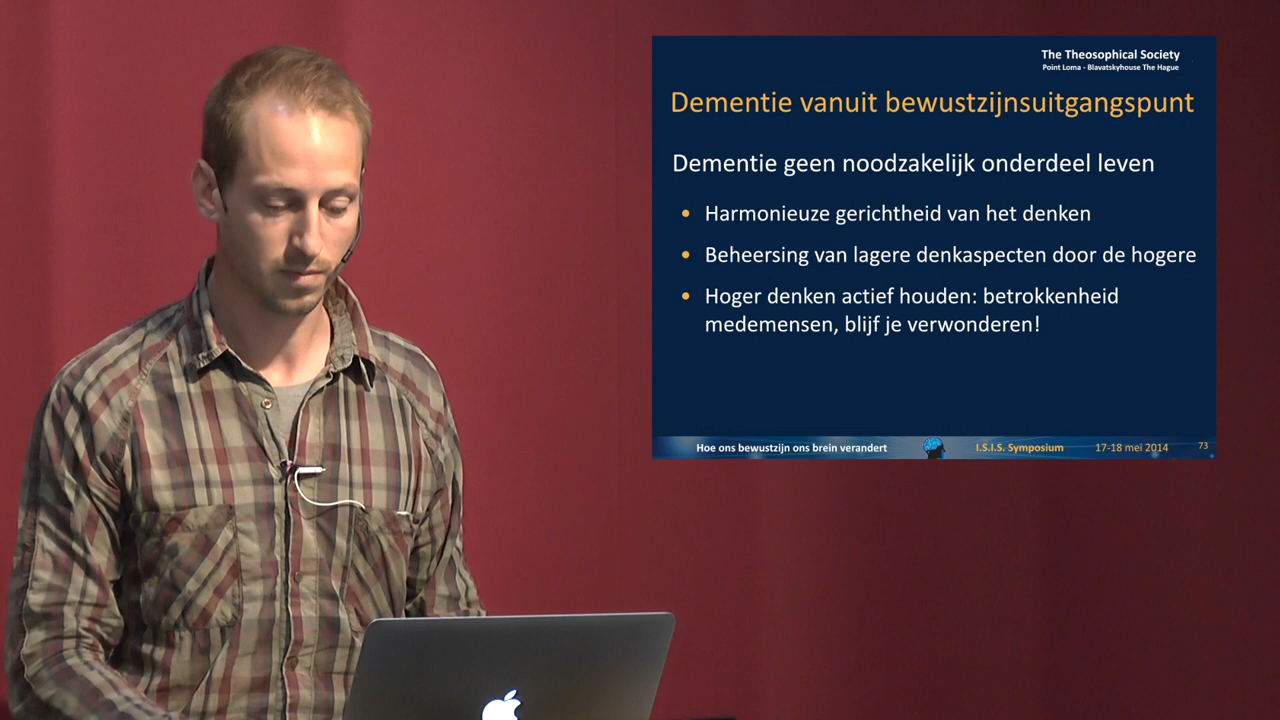 The Theosophical Society
Point Loma - Blavatskyhouse The Hague
Dementie vanuit bewustzijnsuitgangspunt
Dementie geen noodzakelijk onderdeel leven
• Harmonieuze gerichtheid van het denken
• Beheersing van lagere denkaspecten door de hogere
• Hoger denken actief houden: betrokkenheid
medemensen, blijf je verwonderen!
Hoe ons bewustzijn ons brein verandert I.S.I.S. Symposium 17-18 mei 2014 73